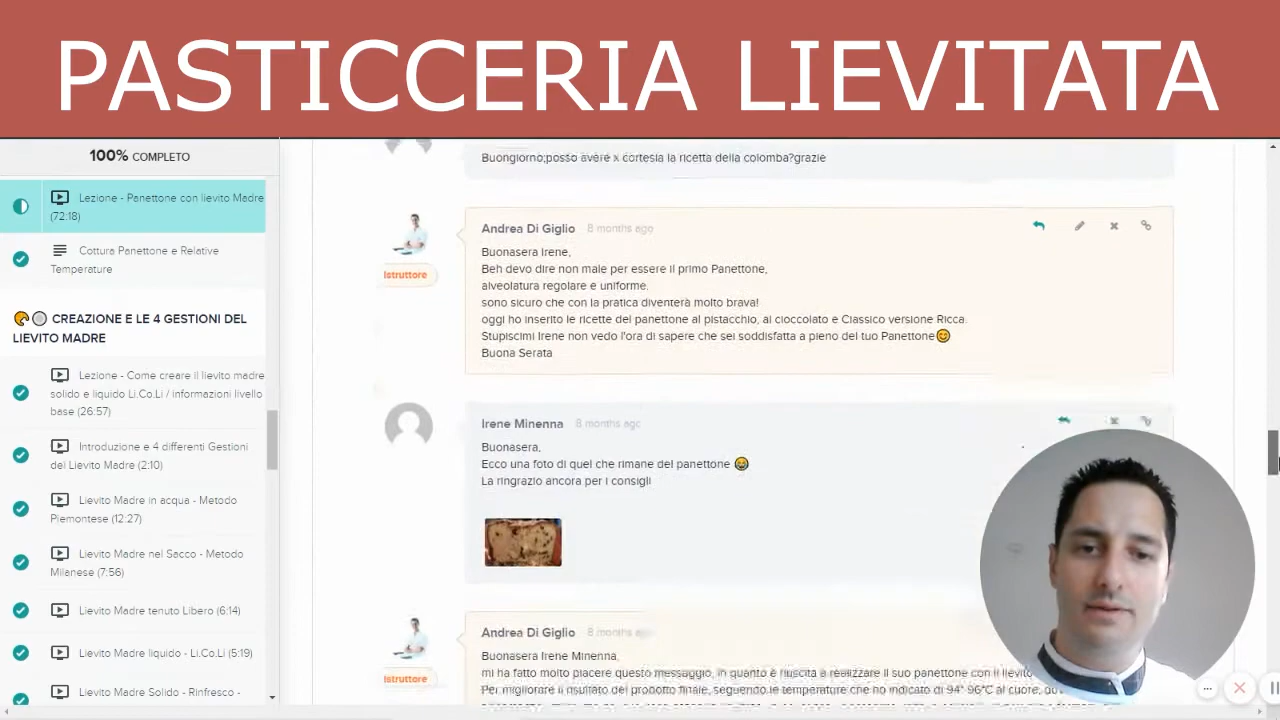 PASTICCERIA LIEVITATA
100% COMPLETO
Lezione - Panettone con lievito Madre
(72:18)
Cottura Panettone e Relative
Temperature
CREAZIONE E LE 4 GESTIONI DEL
LIEVITO MADRE
Lezione - Come creare il lievito madre
solido e liquido Li.Co.Li / informazioni livello
base (26:57)
Introduzione e 4 differenti Gestioni
del Lievito Madre (2:10)
Lievito Madre in acqua - Metodo
Piemontese (12:27)
Lievito Madre nel Sacco - Metodo
Milanese (7:56)
Lievito Madre tenuto Libero (6:14)
Lievito Madre liquido - Li.Co.Li (5:19)
Lievito Madre Solido - Rinfresco -
Buongiorno;posso avere x cortesia la ricetta della colomba?grazie
Andrea Di Giglio 8 months ago
Istruttore
Buonasera Irene,
Beh devo dire non male per essere il primo Panettone,
alveolatura regolare e uniforme.
sono sicuro che con la pratica diventerà molto brava!
oggi ho inserito le ricette del panettone al pistacchio, al cioccolato e Classico versione Ricca.
Stupiscimi Irene non vedo l'ora di sapere che sei soddisfatta a pieno del tuo Panettone
Buona Serata
Irene Minenna 8 months ago
Buonasera,
Ecco una foto di quel che rimane del panettone
La ringrazio ancora per i consigli
Andrea Di Giglio 8 months ago
Istruttore
Buonasera Irene Minenna,
mi ha fatto molto piacere questo messaggio, in quanto è riuscita a realizzare il suo panettone con il lievito
Per migliorare il risultato del prodotto finale, seguendo le temperature che ho indicato di 94° 96°C al cuore,